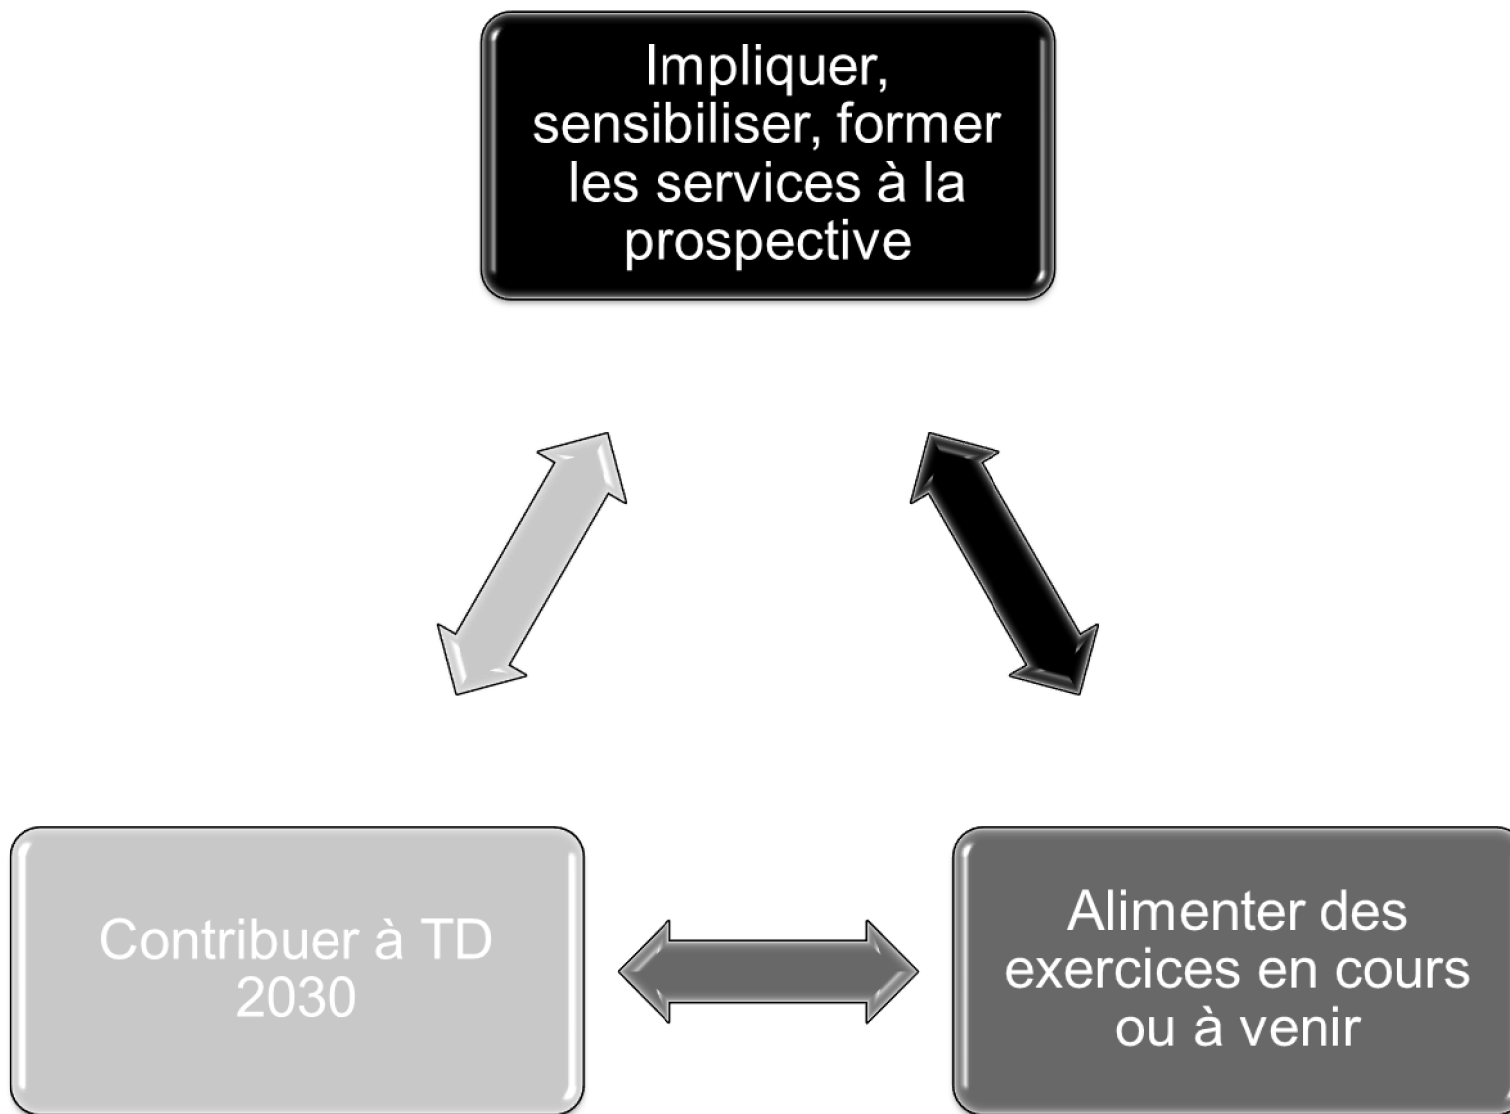 Impliquer,
sensibiliser, former
les services à la
prospective
Contribuer à TD
2030
Alimenter des
exercices en cours
ou à venir